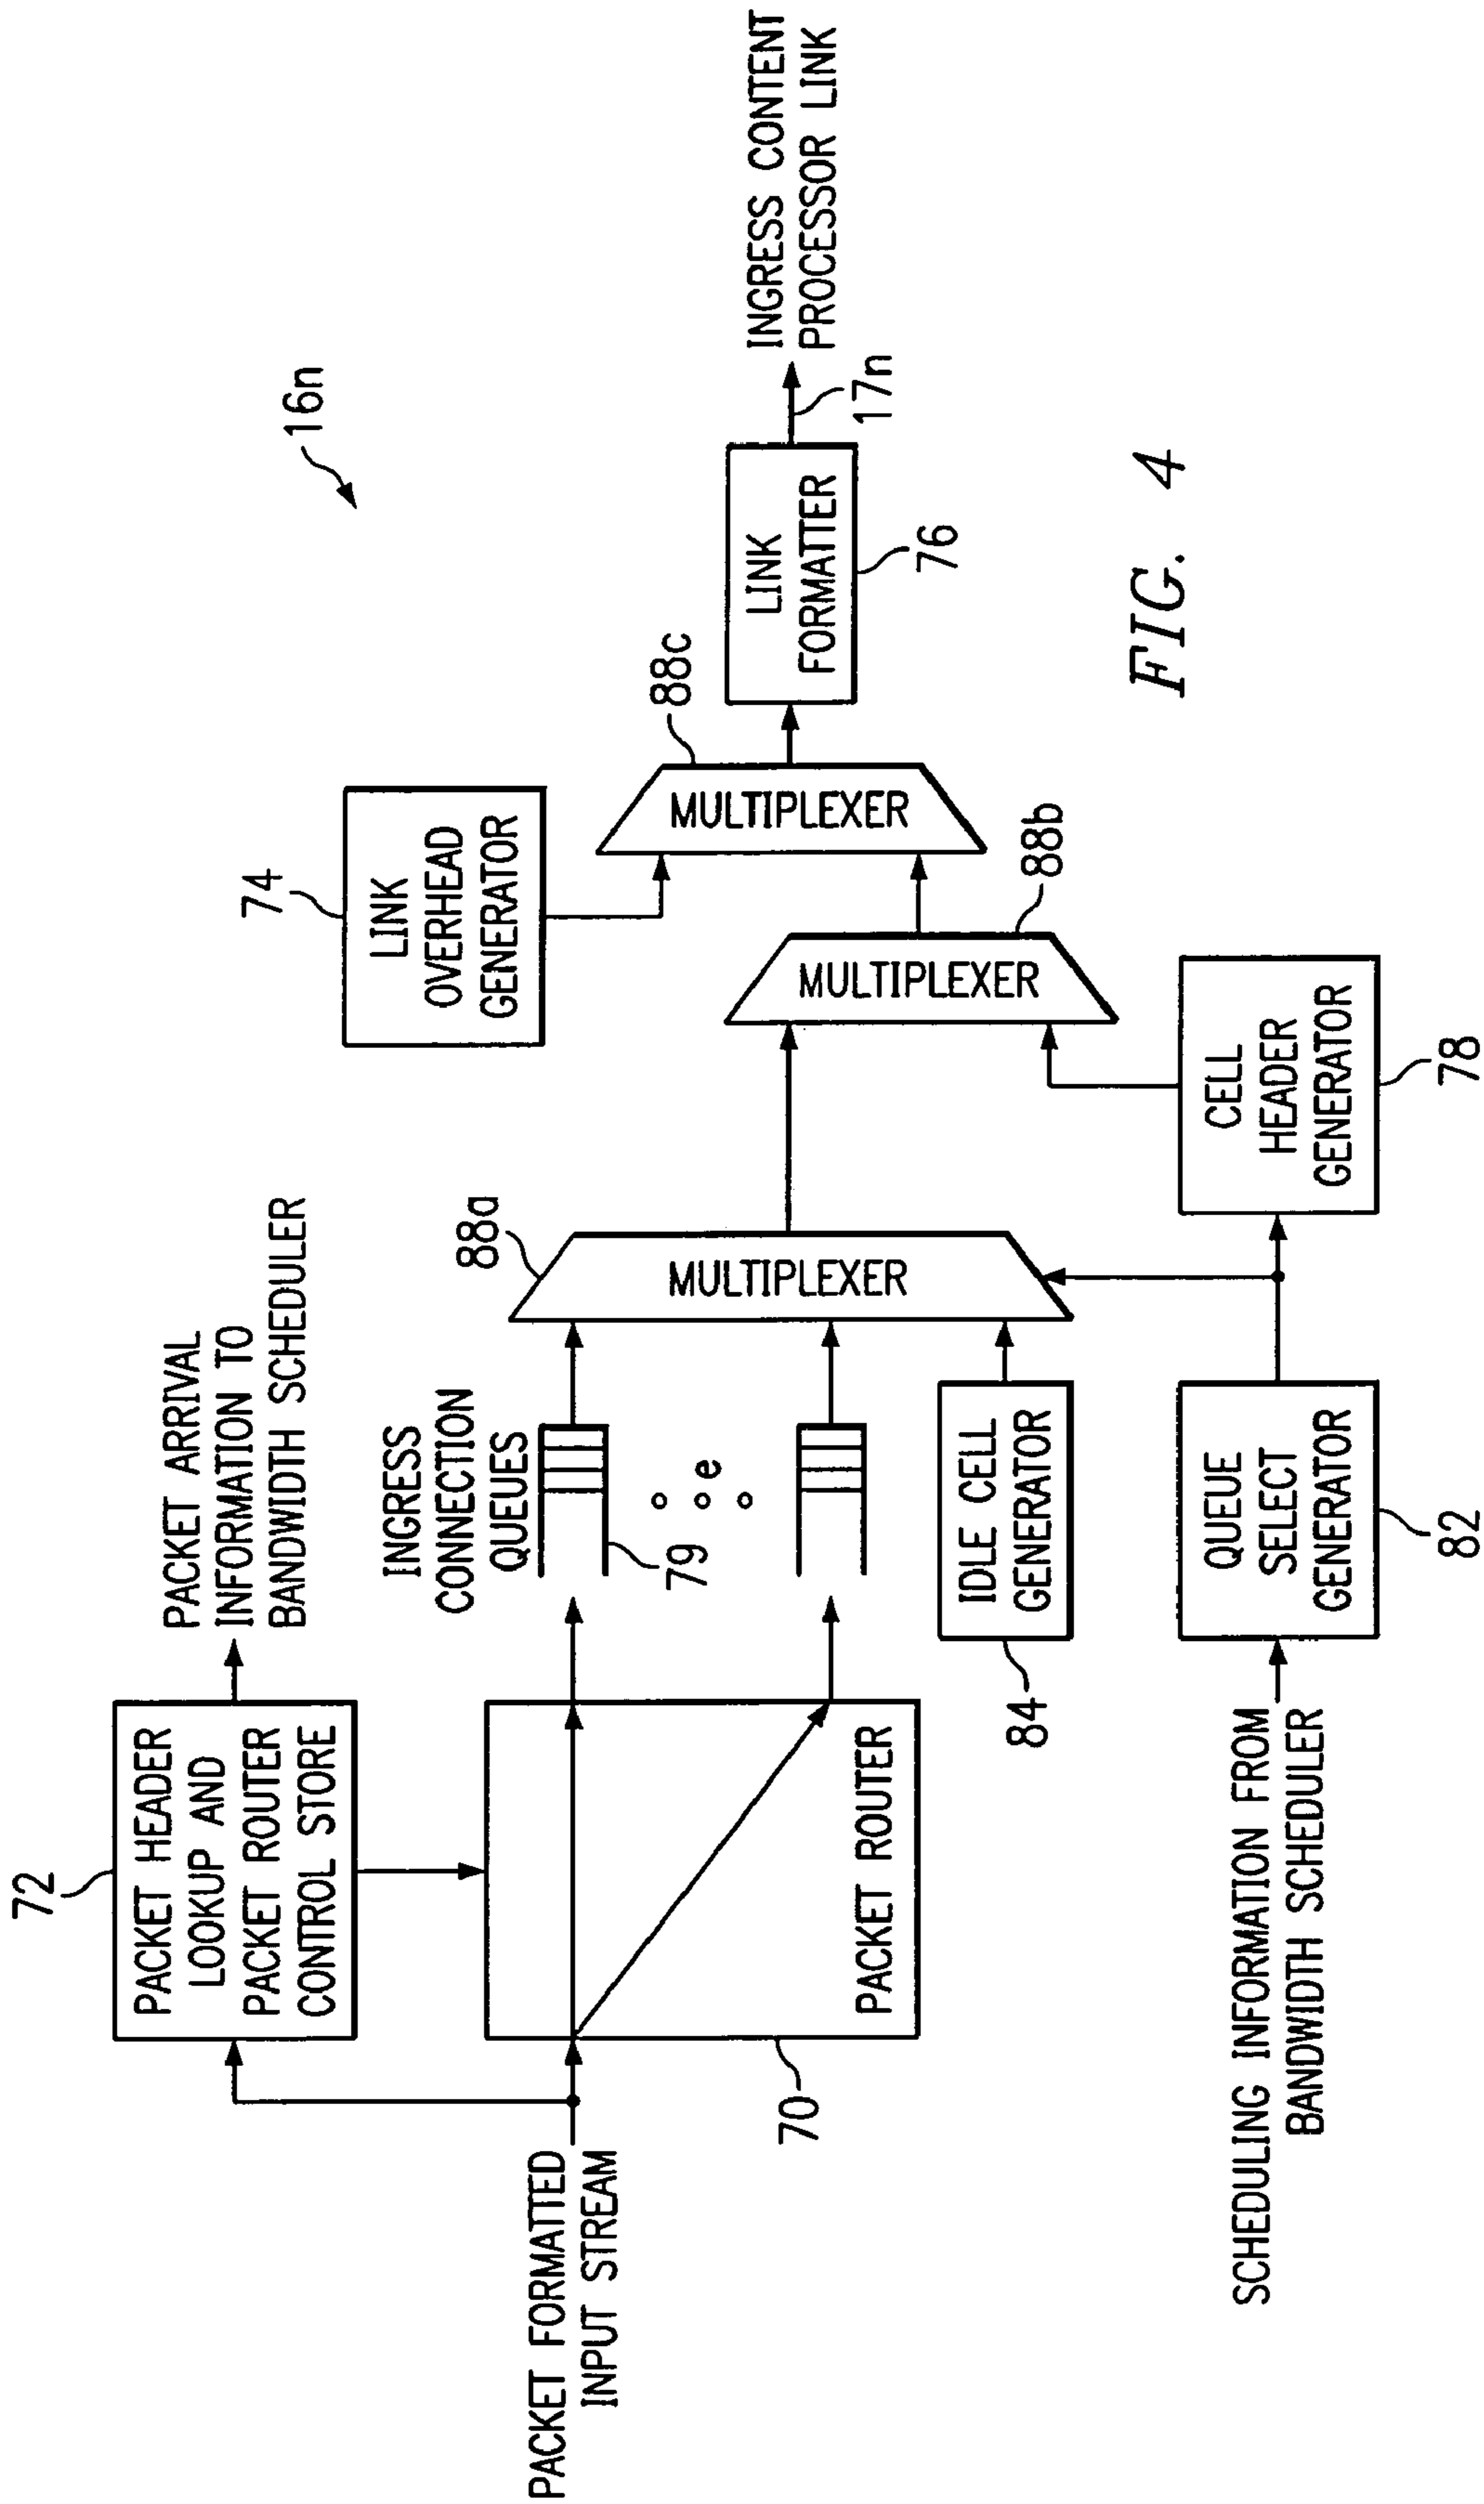 72
PACKET HEADER
LOOKUP AND
PACKET ROUTER
CONTROL STORE
PACKET ARRIVAL
INFORMATION TO
BANDWIDTH SCHEDULER
PACKET FORMATTED
INPUT STREAM
70
PACKET ROUTER
INGRESS
CONNECTION
QUEUES
79
e
84
IDLE CELL
GENERATOR
SCHEDULING INFORMATION FROM
BANDWIDTH SCHEDULER
QUEUE
SELECT
GENERATOR
82
88a
MULTIPLEXER
CELL
HEADER
GENERATOR
78
MULTIPLEXER
88b
74
LINK
OVERHEAD
GENERATOR
88c
MULTIPLEXER
LINK
FORMATTER
76
16n
17n
INGRESS CONTENT
PROCESSOR LINK
FIG. 4